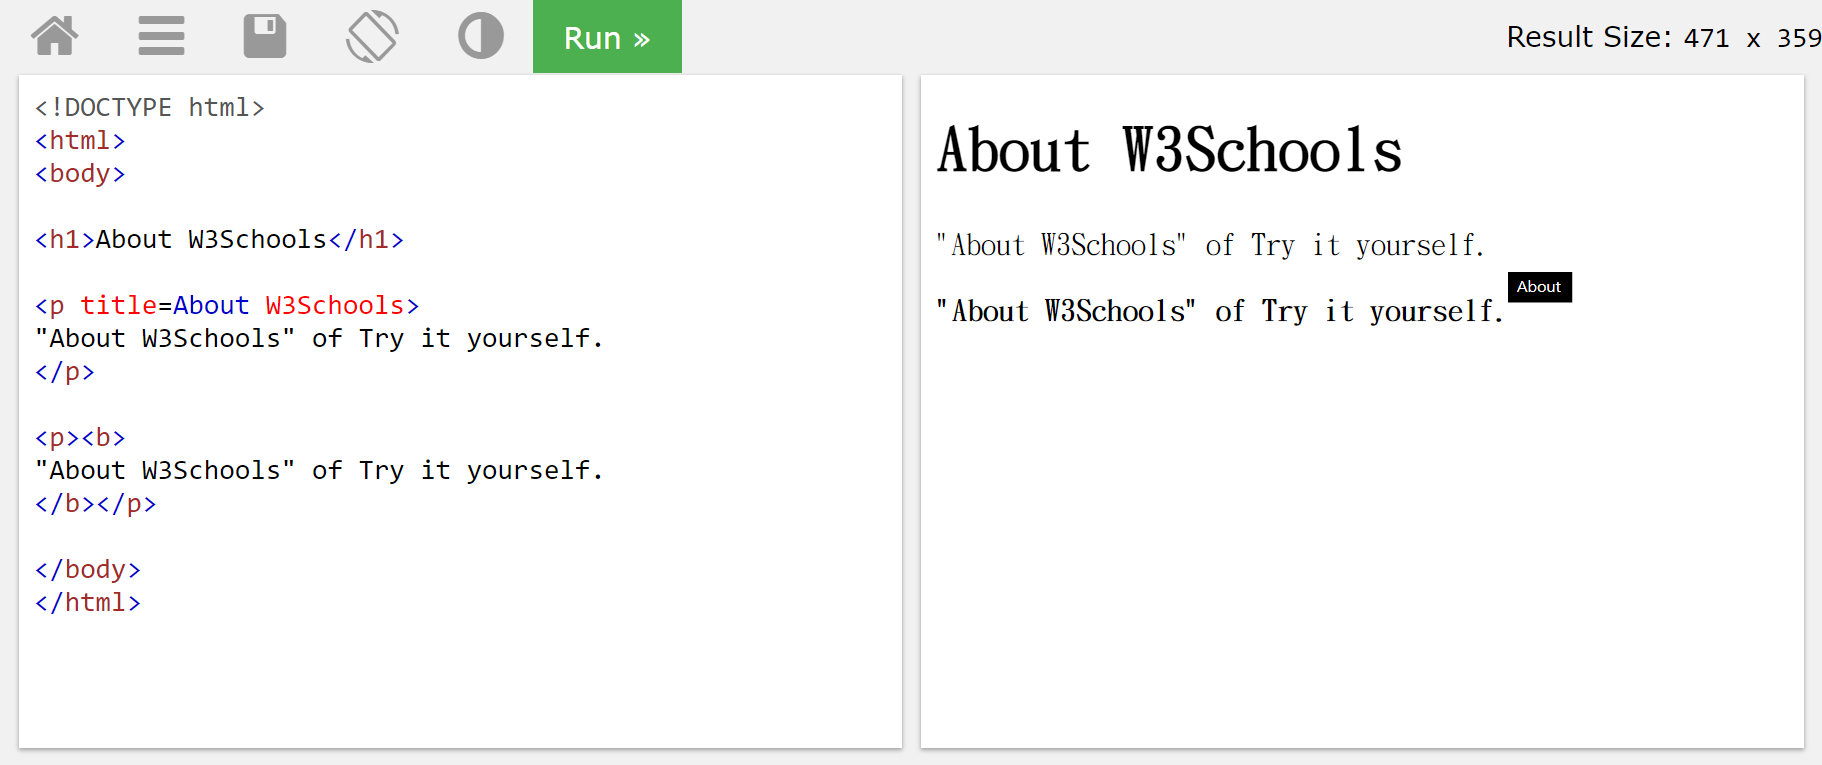 Run »
Result Size: 471 x 359
<!DOCTYPE html>
<html>
<body>
<h1>About W3Schools</h1>
<p title=About W3Schools>
"About W3Schools" of Try it yourself.
</p>
<p><b>
"About W3Schools" of Try it yourself.
</b></p>
</body>
</html>
About W3Schools
"About W3Schools" of Try it yourself.
About
"About W3Schools" of Try it yourself.